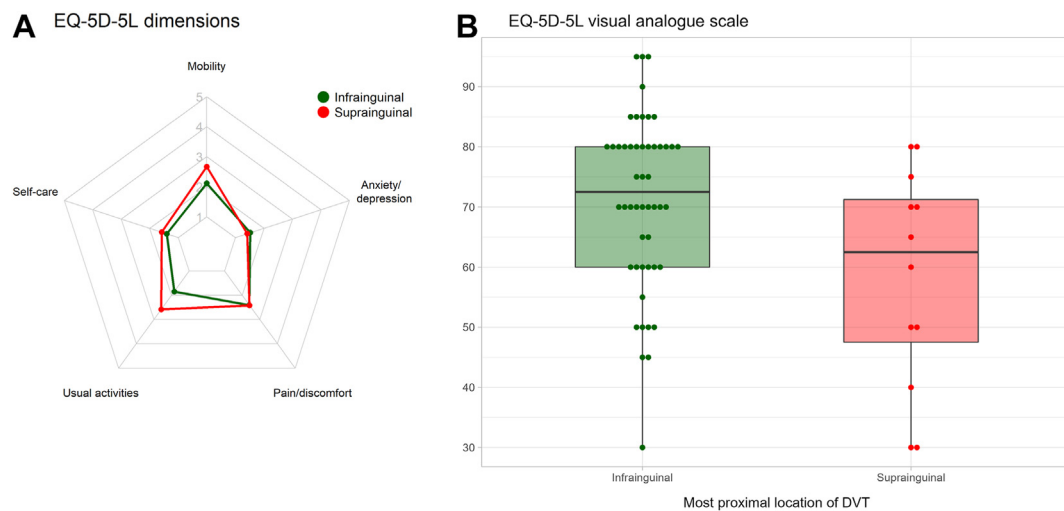 A EQ-5D-5L dimensions
Mobility
Infrainguinal
Suprainguinal
5
4
3
2
1
Self-care
Anxiety/
depression
Usual activities
Pain/discomfort
B EQ-5D-5L visual analogue scale
90
80
70
60
50
40
30
Infrainguinal
Suprainguinal
Most proximal location of DVT